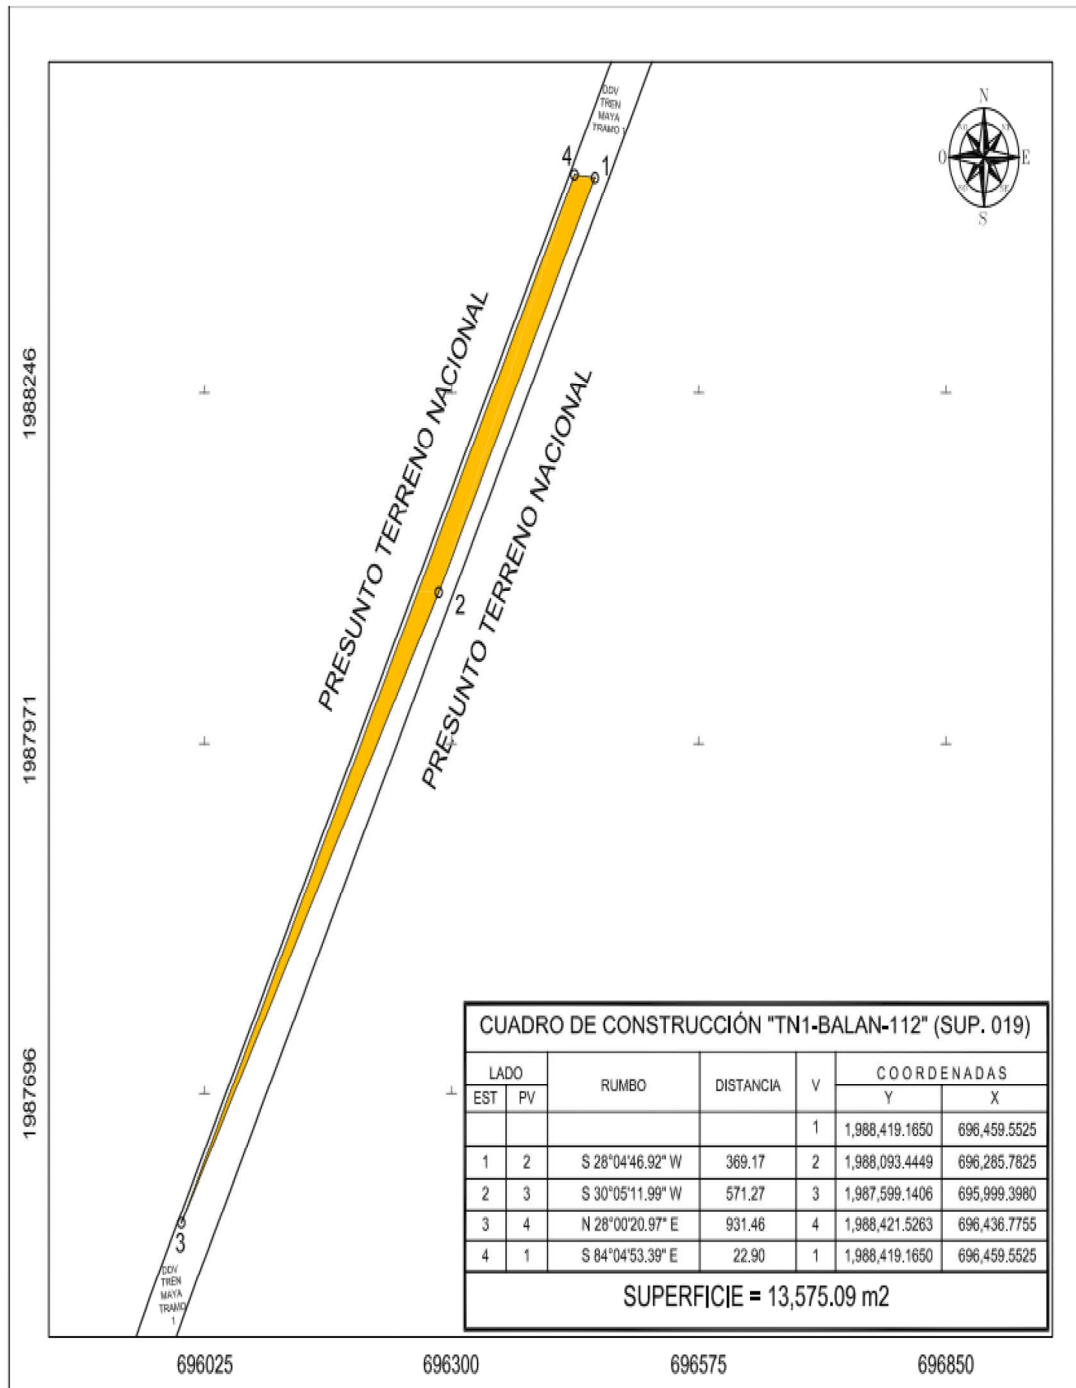 DDV
TREN
MAYA
TRAMO 1
N
NO
NE
O
E
SO
SE
S
4
1
PRESUNTO TERRENO NACIONAL
PRESUNTO TERRENO NACIONAL
2
3
DDV
TREN
MAYA
TRAMO
1
1988246
1987971
1987696
696025 696300 696575 696850
CUADRO DE CONSTRUCCIÓN "TN1-BALAN-112" (SUP. 019)
LADO RUMBO DISTANCIA V COORDENADAS
EST PV Y X
1 1,988,419.1650 696,459.5525
1 2 S 28°04'46.92" W 369.17 2 1,988,093.4449 696,285.7825
2 3 S 30°05'11.99" W 571.27 3 1,987,599.1406 695,999.3980
3 4 N 28°00'20.97" E 931.46 4 1,988,421.5263 696,436.7755
4 1 S 84°04'53.39" E 22.90 1 1,988,419.1650 696,459.5525
SUPERFICIE = 13,575.09 m2